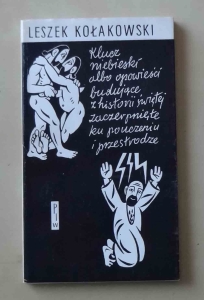 LESZEK KOŁAKOWSKI
Klucz
niebieski
albo opowieści
budujące
z historii świętej
zaczerpnięte
ku pouczeniu
i przestrodze
PIW